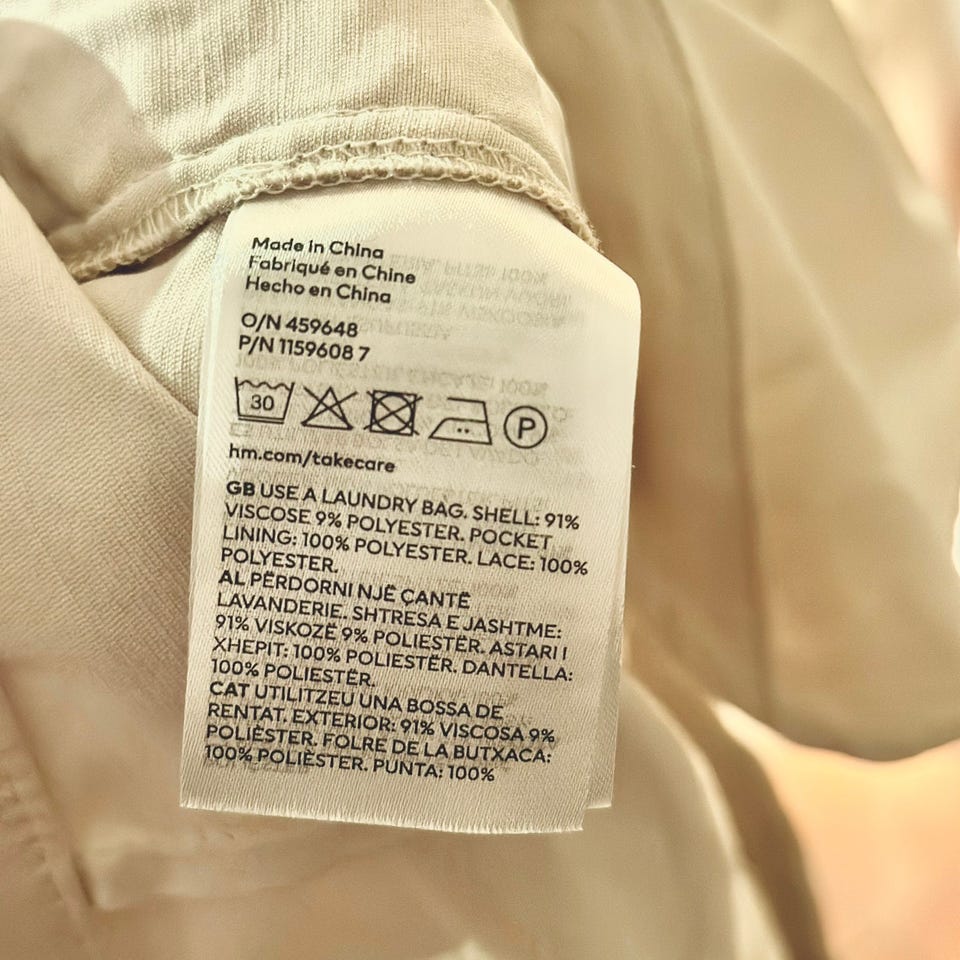 Made in China
Fabriqué en Chine
Hecho en China
O/N 459648
P/N 1159608 7
30
P
hm.com/takecare
GB USE A LAUNDRY BAG. SHELL: 91%
VISCOSE 9% POLYESTER. POCKET
LINING: 100% POLYESTER. LACE: 100%
POLYESTER.
AL PËRDORNI NJË ÇANTË
LAVANDERIE. SHTRESA E JASHTME:
91% VISKOZË 9% POLIESTËR. ASTARI I
XHEPIT: 100% POLIESTËR. DANTELLA:
100% POLIESTËR.
CAT UTILITZEU UNA BOSSA DE
RENTAT. EXTERIOR: 91% VISCOSA 9%
POLIÈSTER. FOLRE DE LA BUTXACA:
100% POLIÈSTER. PUNTA: 100%